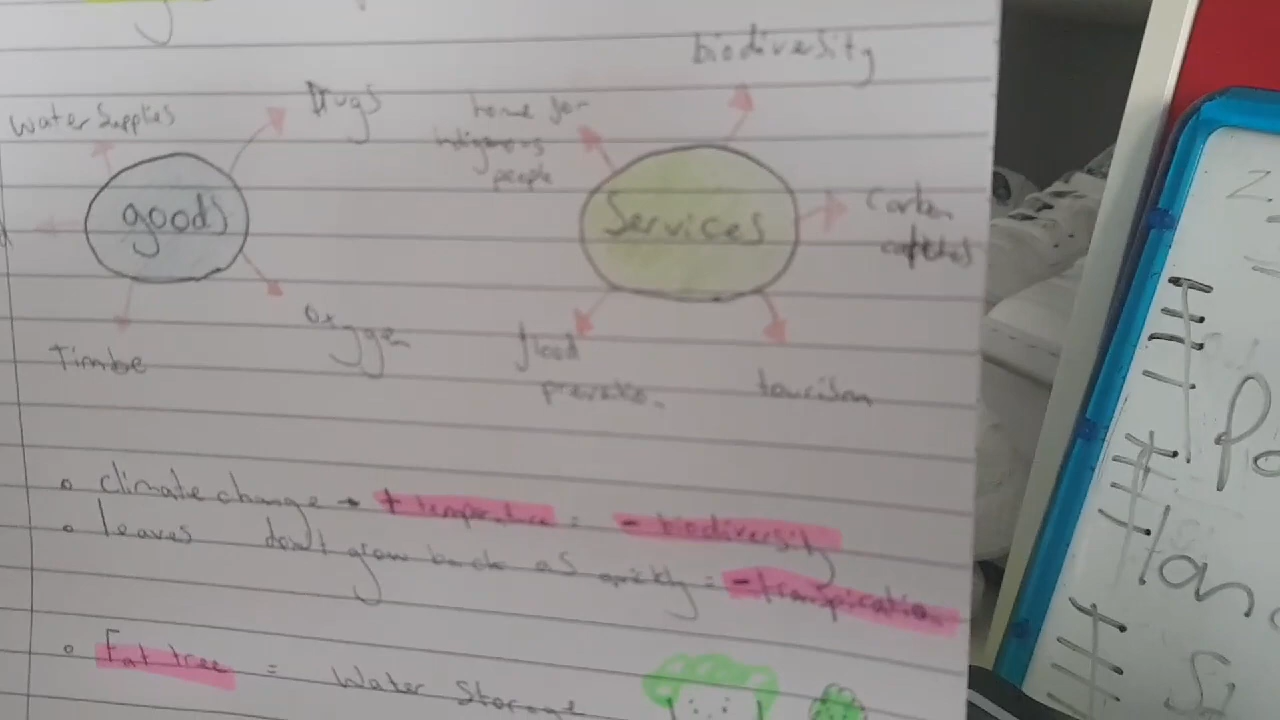 biodiversity
Drugs
Water Supplies
home for
indigenous
people
goods
Services
Carbon
Oxygen
flood
Timbe
tourism
climate change → + temperature = - biodiversity
leaves don't grow back as quickly = - transpiration
Fat tree = Water Storage